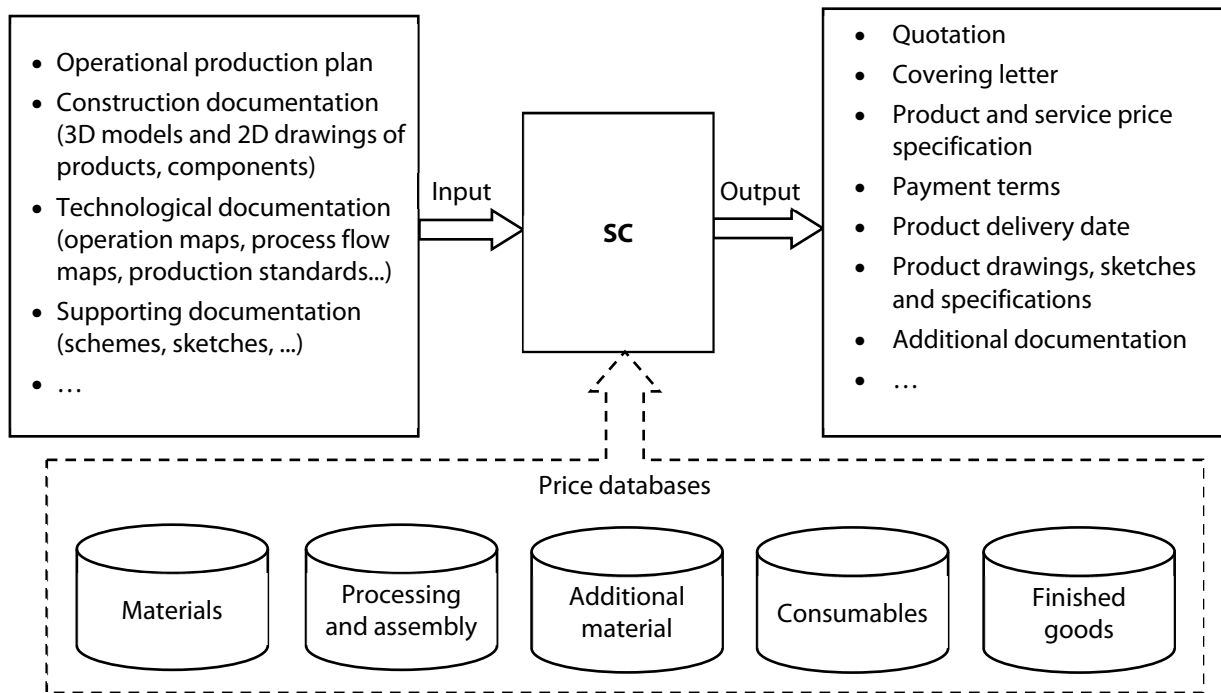 • Operational production plan
• Construction documentation
(3D models and 2D drawings of
products, components)
• Technological documentation
(operation maps, process flow
maps, production standards...)
• Supporting documentation
(schemes, sketches, ...)
• …
Input
SC
Output
• Quotation
• Covering letter
• Product and service price
specification
• Payment terms
• Product delivery date
• Product drawings, sketches
and specifications
• Additional documentation
• …
Price databases
Materials
Processing
and assembly
Additional
material
Consumables
Finished
goods